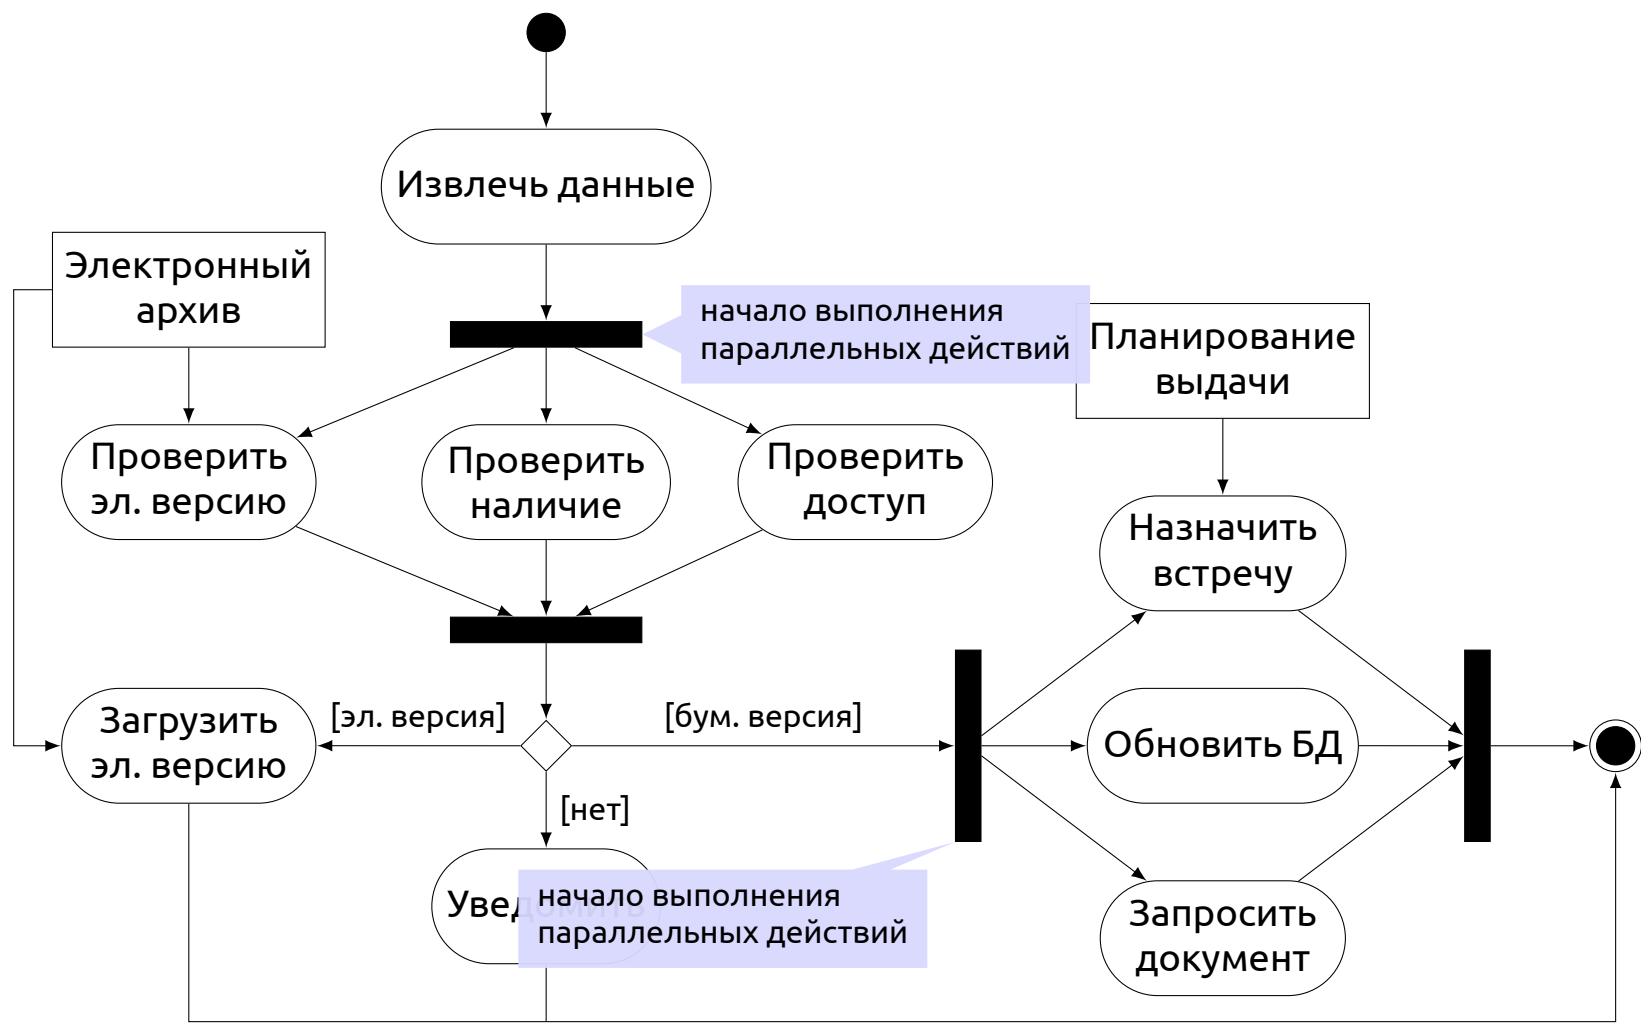 Извлечь данные
Электронный
архив
начало выполнения
параллельных действий
Планирование
выдачи
Проверить
эл. версию
Проверить
наличие
Проверить
доступ
Назначить
встречу
Загрузить
эл. версию
[эл. версия]
[бум. версия]
Обновить БД
[нет]
Уведомить
начало выполнения
параллельных действий
Запросить
документ